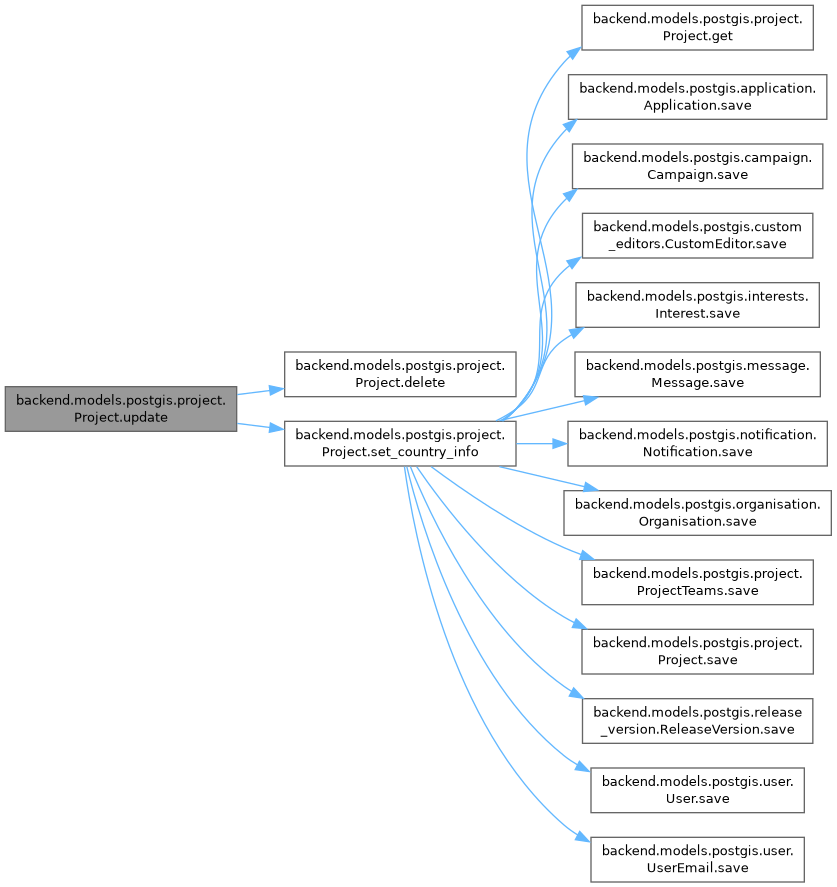 backend.models.postgis.project.
Project.get
backend.models.postgis.application.
Application.save
backend.models.postgis.campaign.
Campaign.save
backend.models.postgis.custom
_editors.CustomEditor.save
backend.models.postgis.interests.
Interest.save
backend.models.postgis.project.
Project.delete
backend.models.postgis.message.
Message.save
backend.models.postgis.project.
Project.update
backend.models.postgis.project.
Project.set_country_info
backend.models.postgis.notification.
Notification.save
backend.models.postgis.organisation.
Organisation.save
backend.models.postgis.project.
ProjectTeams.save
backend.models.postgis.project.
Project.save
backend.models.postgis.release
_version.ReleaseVersion.save
backend.models.postgis.user.
User.save
backend.models.postgis.user.
UserEmail.save